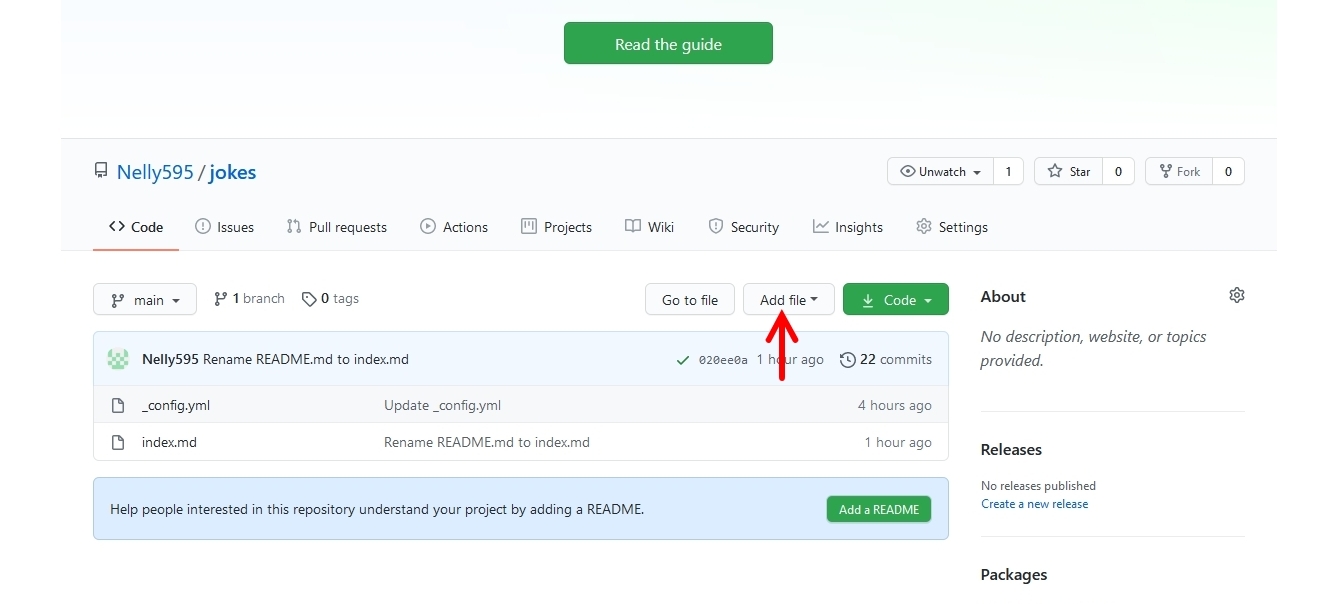 Read the guide
Nelly595 / jokes
Unwatch 1 Star 0 Fork 0
Code Issues Pull requests Actions Projects Wiki Security Insights Settings
main 1 branch 0 tags Go to file Add file Code
About
No description, website, or topics
provided.
Nelly595 Rename README.md to index.md 020ee0a 1 hour ago 22 commits
_config.yml Update _config.yml 4 hours ago
index.md Rename README.md to index.md 1 hour ago
Help people interested in this repository understand your project by adding a README. Add a README
Releases
No releases published
Create a new release
Packages